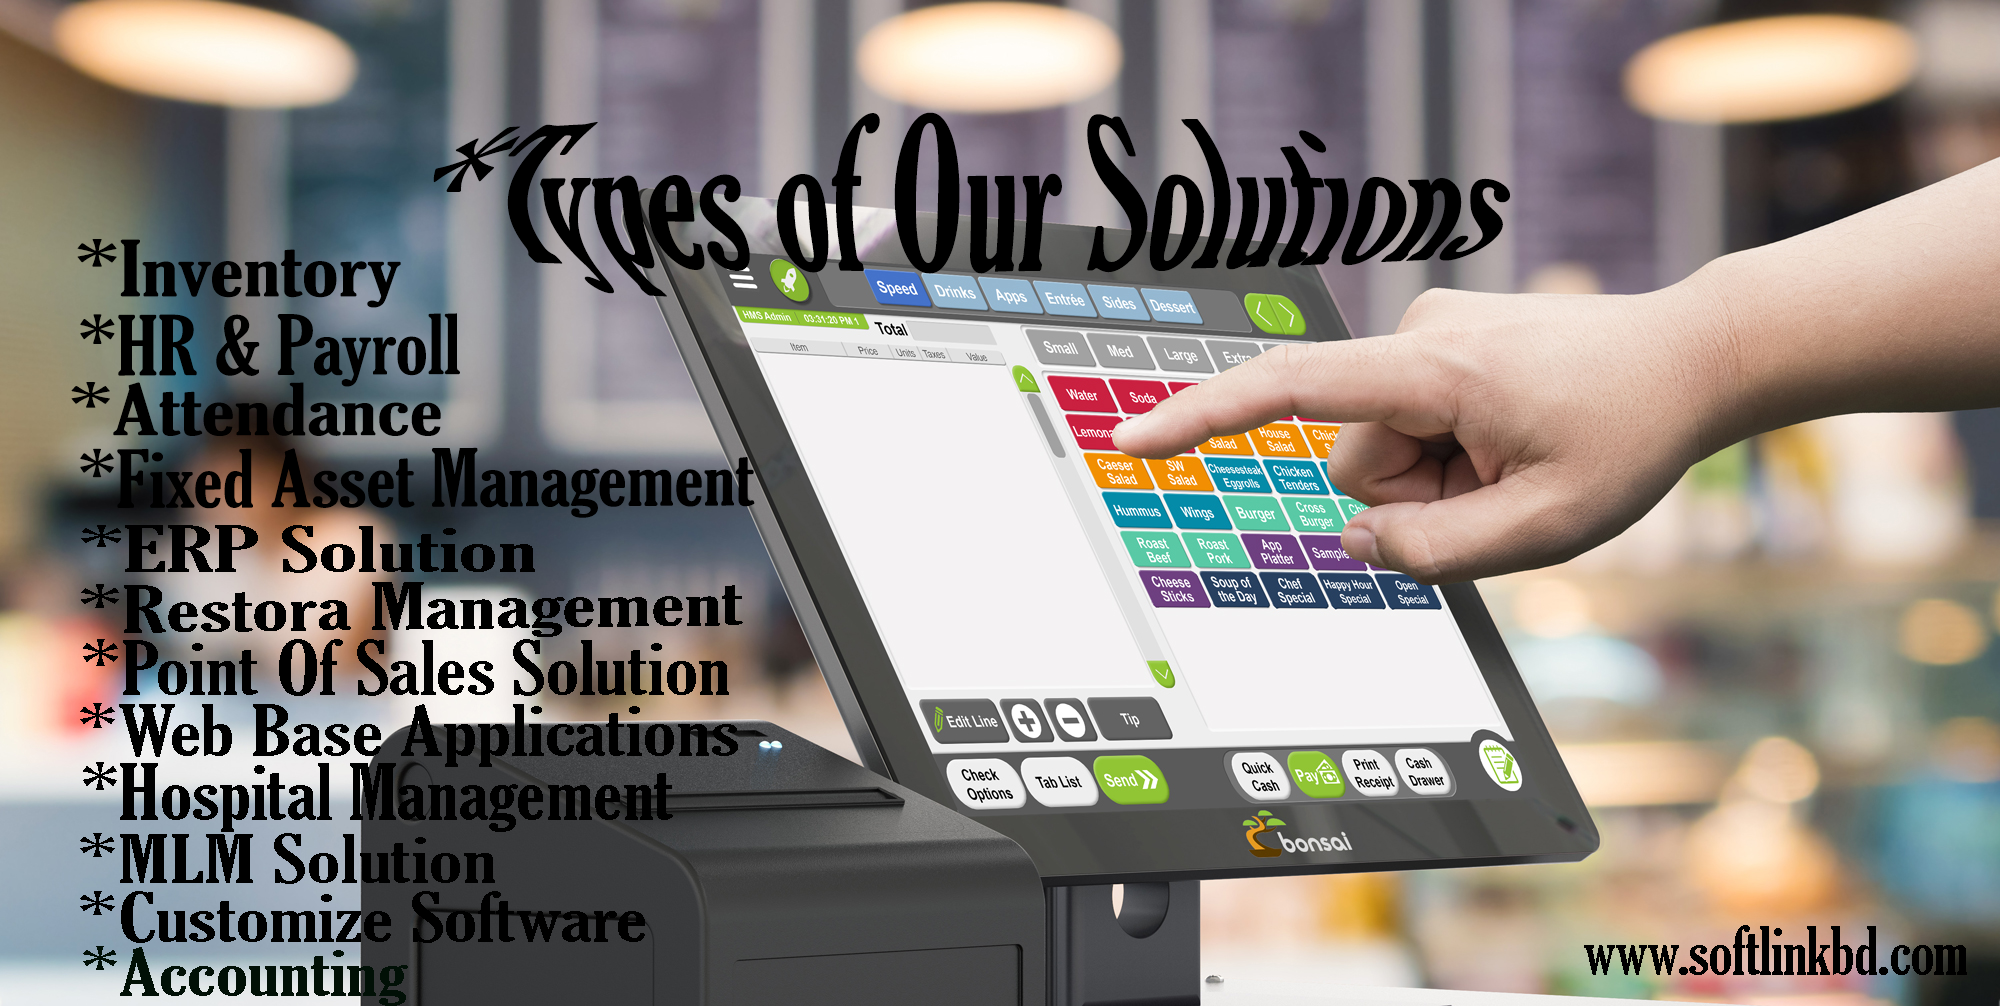 *Types of Our Solutions
*Inventory
*HR & Payroll
*Attendance
*Fixed Asset Management
*ERP Solution
*Restora Management
*Point Of Sales Solution
*Web Base Applications
*Hospital Management
*MLM Solution
*Customize Software
*Accounting
Speed Drinks Apps Entrée Sides Dessert
HMS Admin 03:31:20 PM 1
Total
Item Price Units Taxes Value
Small Med Large Extra
Water Soda
Caeser Salad
SW Salad
Salad
House Salad
Cheesesteak Eggrolls
Chicken Tenders
Hummus
Wings
Burger
Cross Burger
Roast Beef
Roast Pork
App Platter
Cheese Sticks
Soup of the Day
Chef Special
Happy Hour Special
Open Special
Edit Line
Tip
Check Options
Tab List
Send
Quick Cash
Pay
Print Receipt
Cash Drawer
bonsai
www.softlinkbd.com